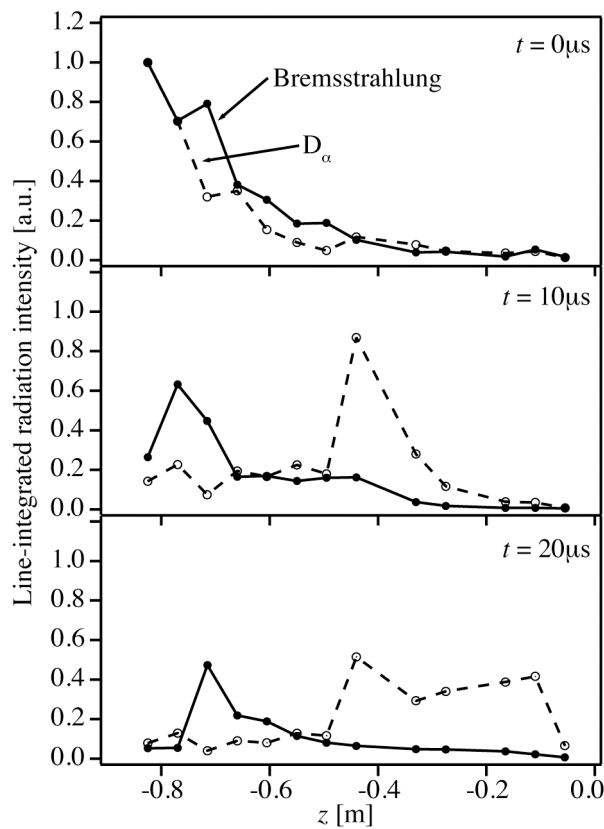 Line-integrated radiation intensity [a.u.]
1.2
1.0
0.8
0.6
0.4
0.2
0.0
t = 0μs
Bremsstrahlung
Dα
1.0
0.8
0.6
0.4
0.2
0.0
t = 10μs
1.0
0.8
0.6
0.4
0.2
0.0
t = 20μs
-0.8 -0.6 -0.4 -0.2 0.0
z [m]